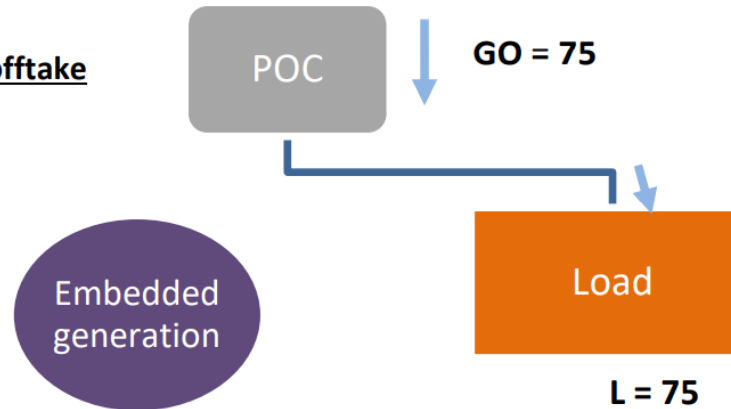 POC
GO = 75
offtake
Embedded
generation
Load
L = 75